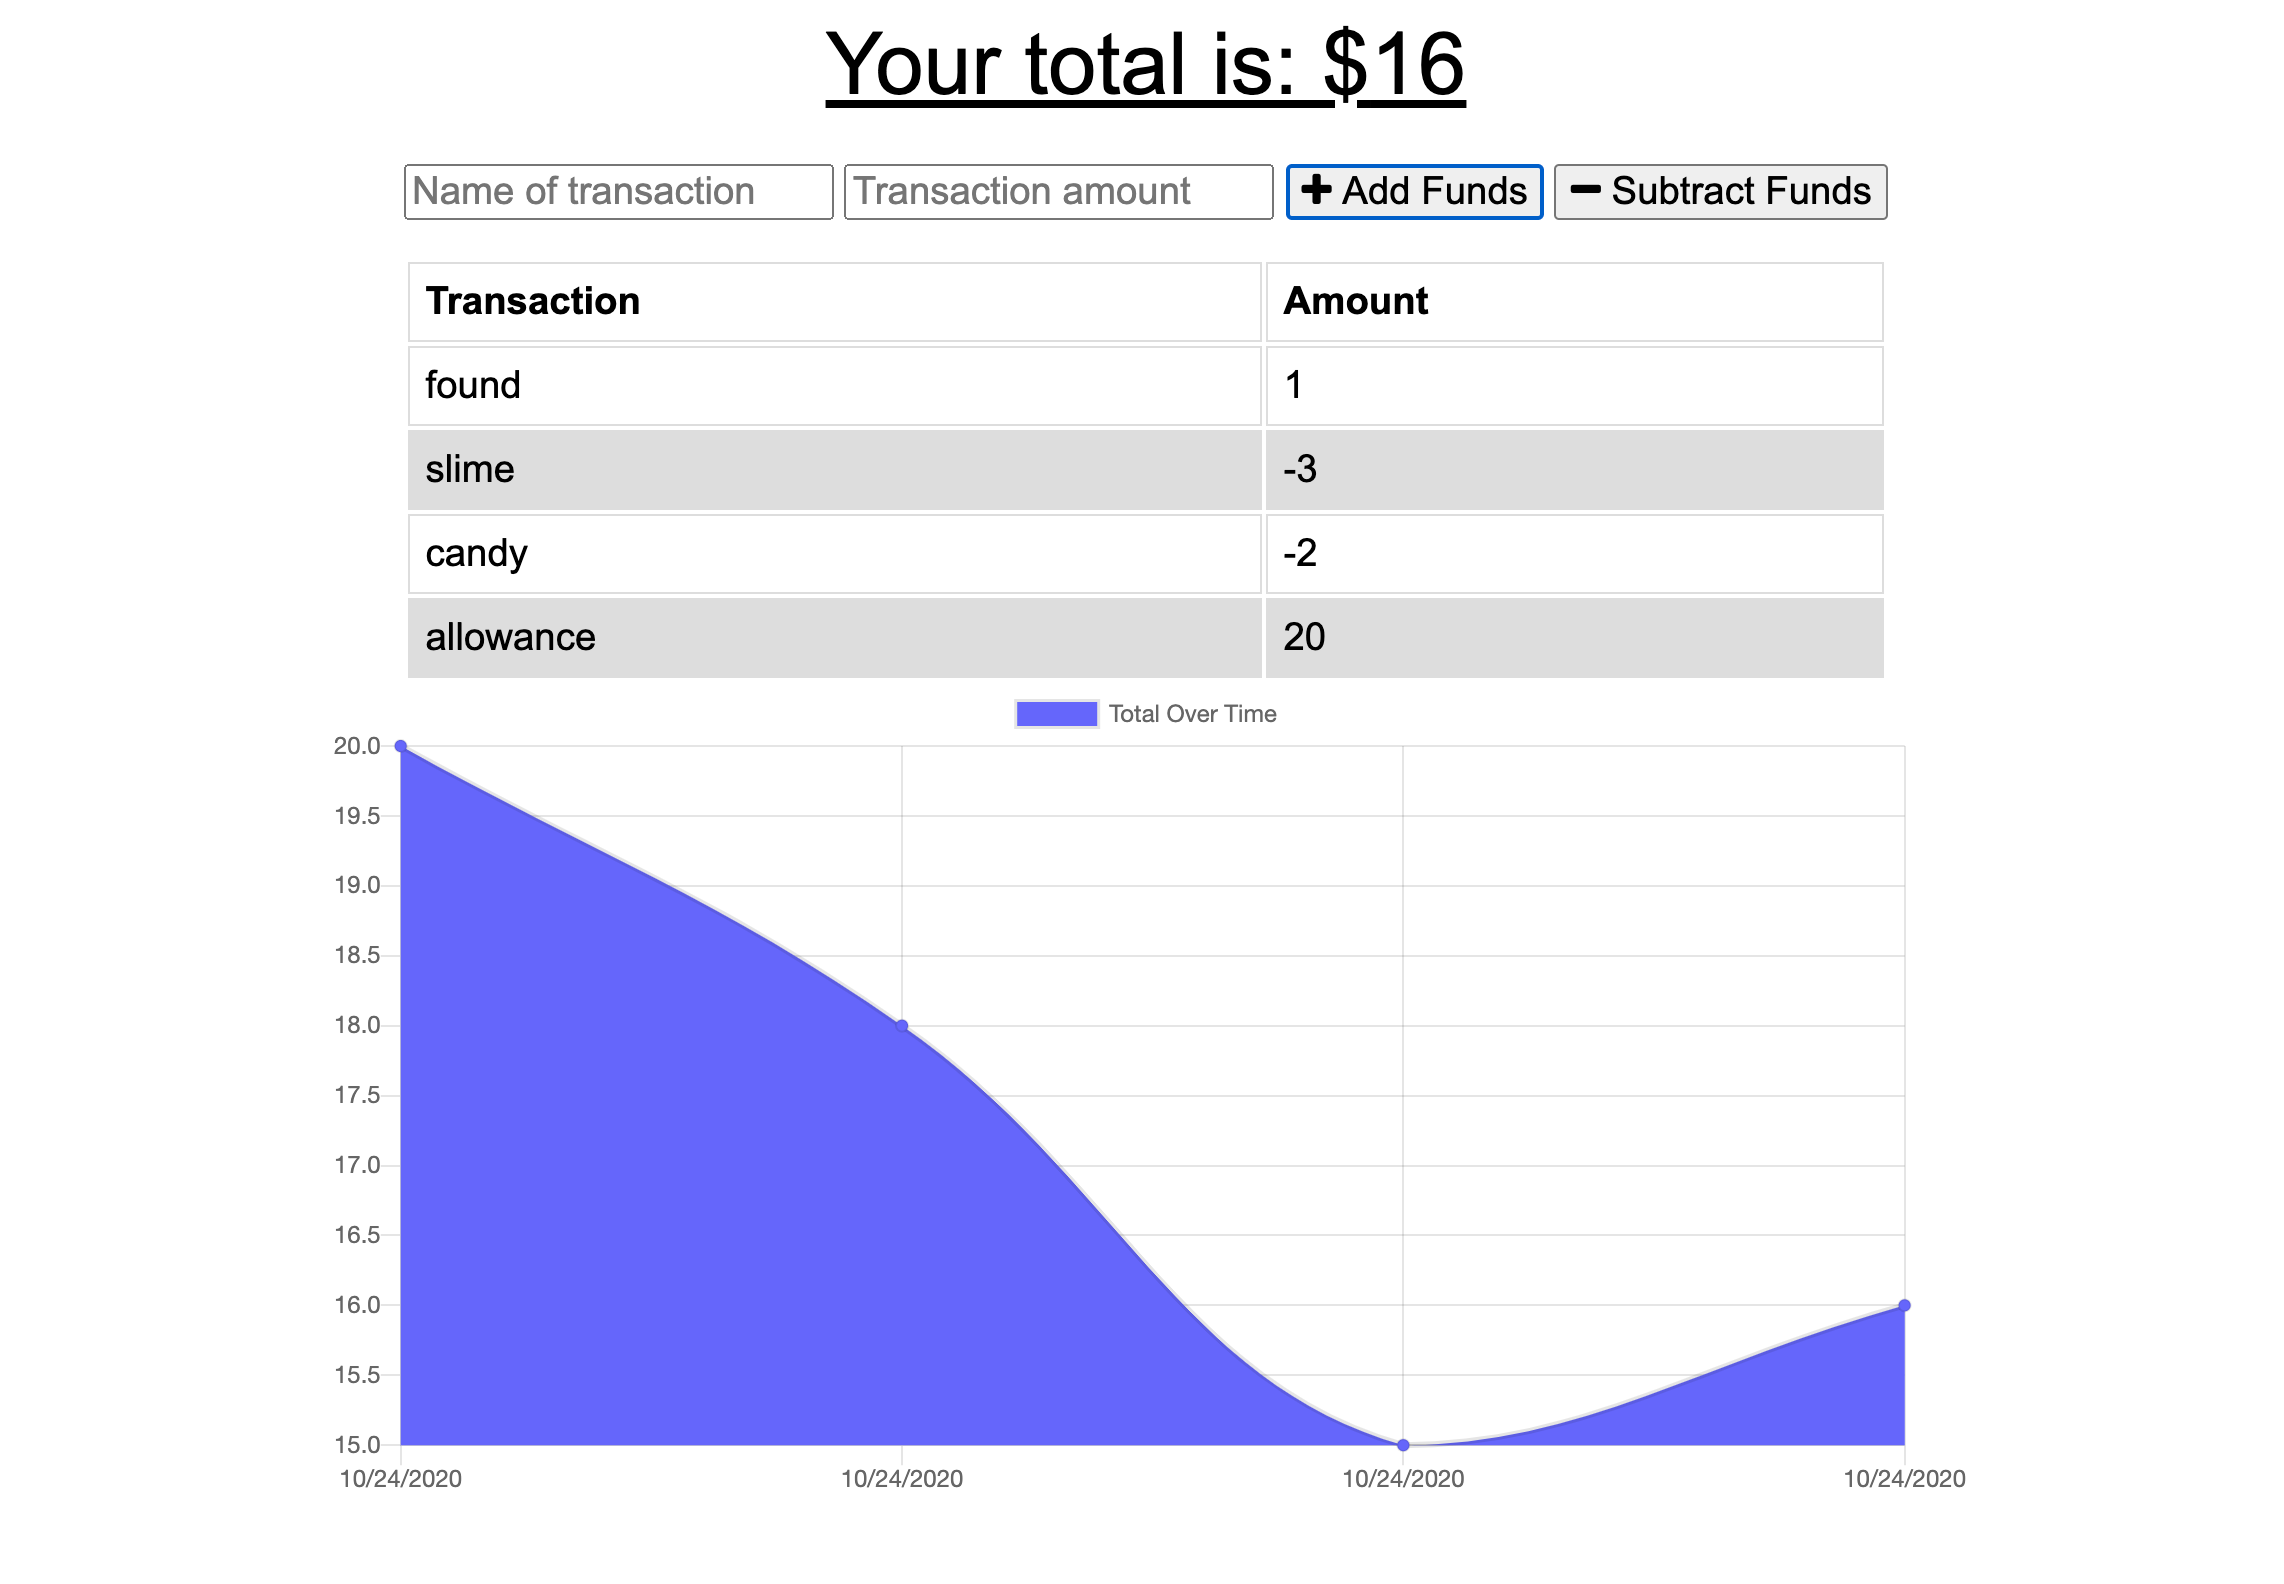 Your total is: $16
Name of transaction Transaction amount Add Funds Subtract Funds
Transaction Amount
found 1
slime -3
candy -2
allowance 20
Total Over Time
20.0
19.5
19.0
18.5
18.0
17.5
17.0
16.5
16.0
15.5
15.0
10/24/2020 10/24/2020 10/24/2020 10/24/2020